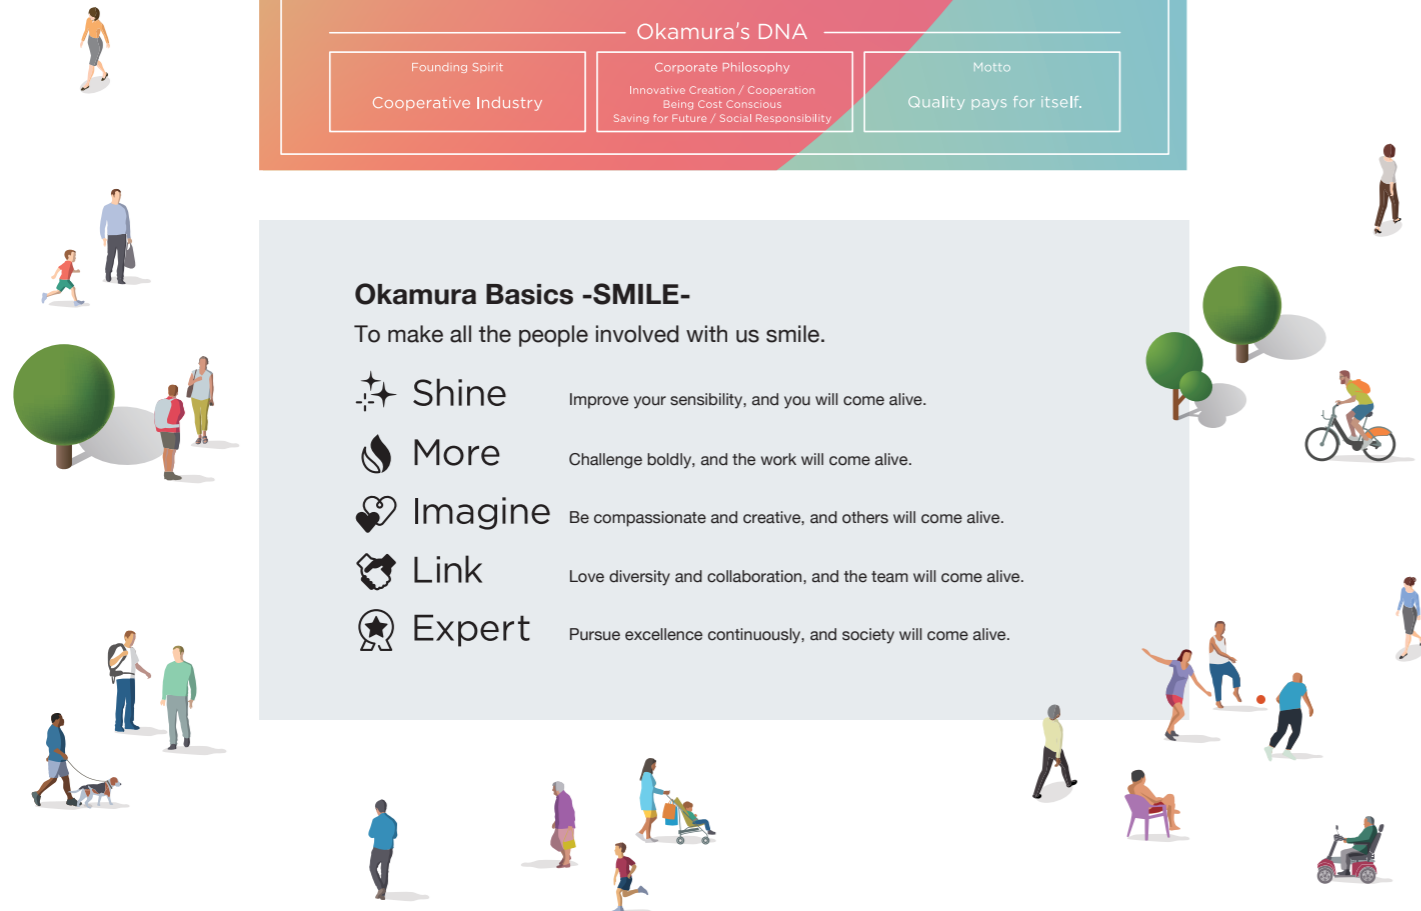 Okamura's DNA
Founding Spirit
Cooperative Industry
Corporate Philosophy
Innovative Creation / Cooperation
Being Cost Conscious
Saving for Future / Social Responsibility
Motto
Quality pays for itself.
Okamura Basics -SMILE-
To make all the people involved with us smile.
Shine Improve your sensibility, and you will come alive.
More Challenge boldly, and the work will come alive.
Imagine Be compassionate and creative, and others will come alive.
Link Love diversity and collaboration, and the team will come alive.
Expert Pursue excellence continuously, and society will come alive.